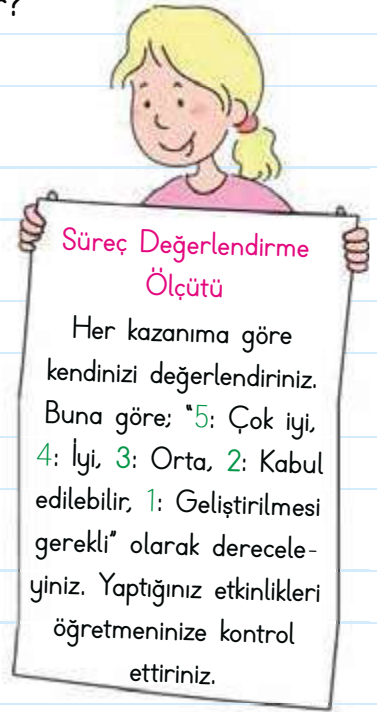 r?
Süreç Değerlendirme
Ölçütü
Her kazanıma göre
kendinizi değerlendiriniz.
Buna göre; "5: Çok iyi,
4: İyi, 3: Orta, 2: Kabul
edilebilir, 1: Geliştirilmesi
gerekli" olarak derecele-
yiniz. Yaptığınız etkinlikleri
öğretmeninize kontrol
ettiriniz.